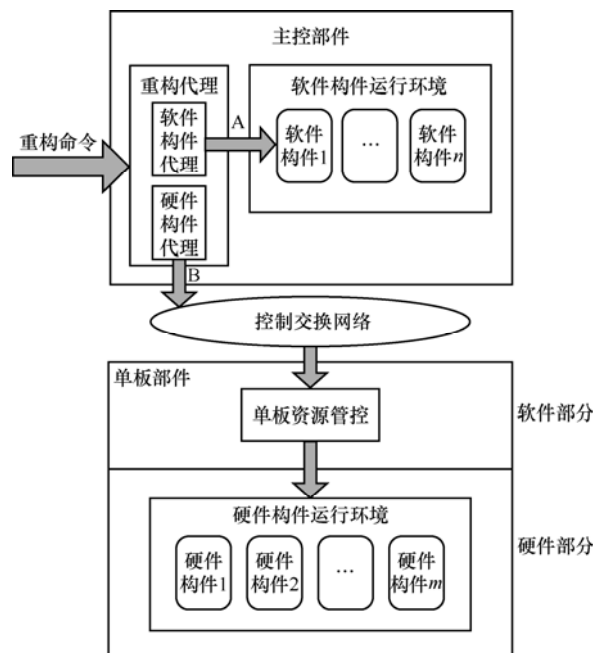 主控部件
重构代理
软件构件运行环境
重构命令
软件
构件
代理
A
软件
构件1
…
软件
构件n
硬件
构件
代理
B
控制交换网络
单板部件
单板资源管控
软件部分
硬件构件运行环境
硬件
构件1
硬件
构件2
…
硬件
构件m
硬件部分